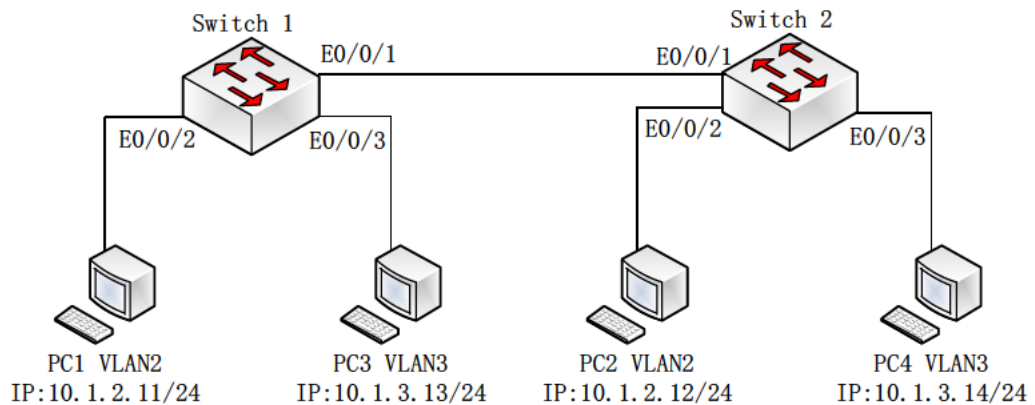 Switch 1
Switch 2
E0/0/1
E0/0/1
E0/0/2
E0/0/3
E0/0/2
E0/0/3
PC1 VLAN2
IP:10.1.2.11/24
PC3 VLAN3
IP:10.1.3.13/24
PC2 VLAN2
IP:10.1.2.12/24
PC4 VLAN3
IP:10.1.3.14/24